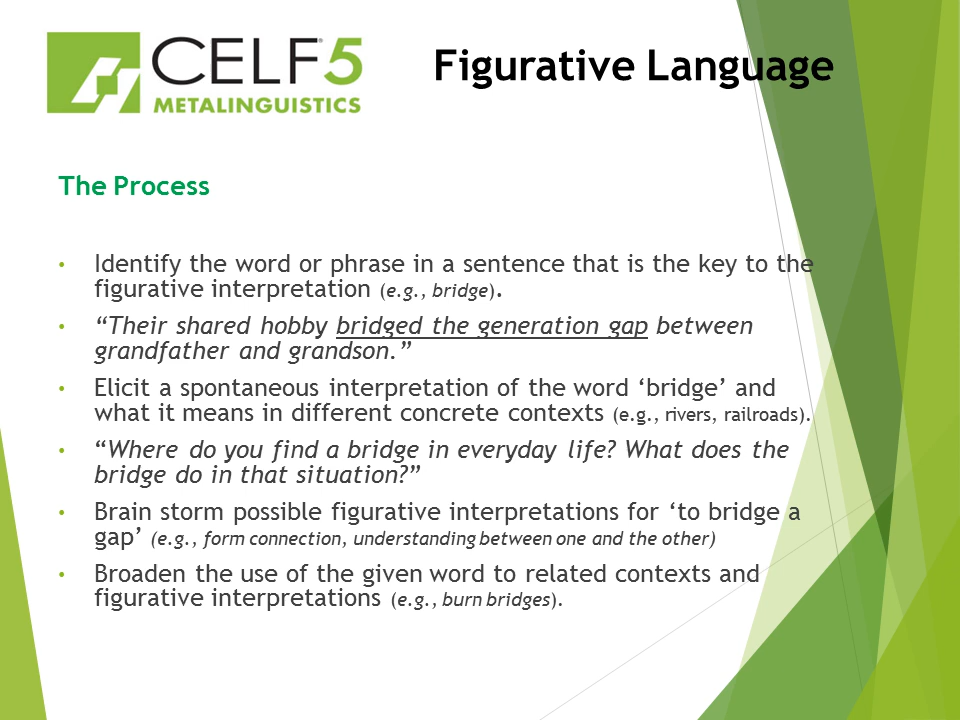 CELF 5
METALINGUISTICS
Figurative Language
The Process
• Identify the word or phrase in a sentence that is the key to the
figurative interpretation (e.g., bridge).
• “Their shared hobby bridged the generation gap between
grandfather and grandson.”
• Elicit a spontaneous interpretation of the word ‘bridge’ and
what it means in different concrete contexts (e.g., rivers, railroads).
• “Where do you find a bridge in everyday life? What does the
bridge do in that situation?”
• Brain storm possible figurative interpretations for ‘to bridge a
gap’ (e.g., form connection, understanding between one and the other)
• Broaden the use of the given word to related contexts and
figurative interpretations (e.g., burn bridges).